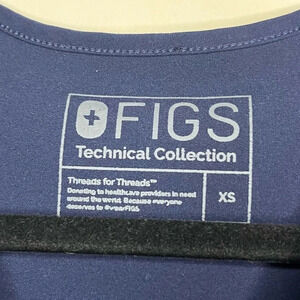 FIGS
Technical Collection
Threads for Threads™
Donating to healthcare providers in need
around the world. Because everyone
deserves to #wearFIGS
XS